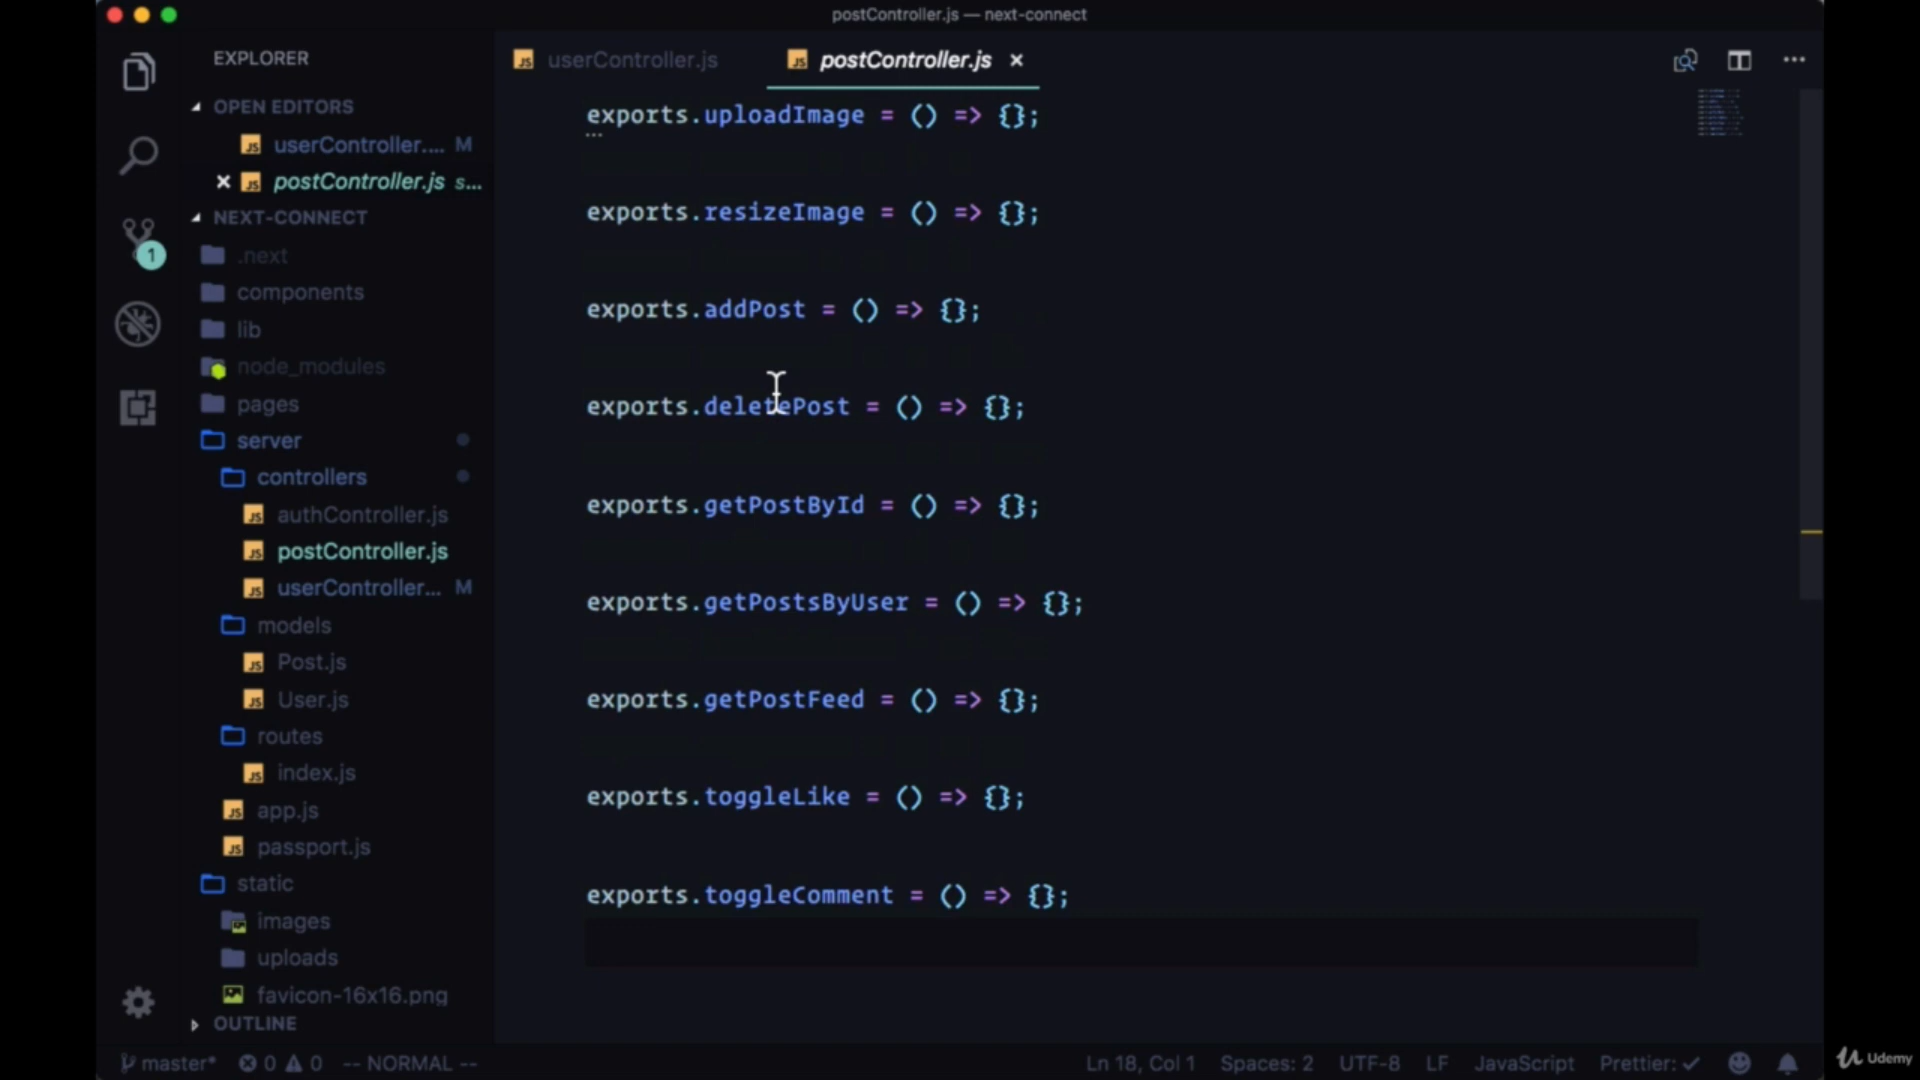 postController.js — next-connect
EXPLORER
OPEN EDITORS
userController.... M
postController.js s...
NEXT-CONNECT
.next
components
lib
node_modules
pages
server
controllers
authController.js
postController.js
userController... M
models
Post.js
User.js
routes
index.js
app.js
passport.js
static
images
uploads
favicon-16x16.png
OUTLINE
userController.js
postController.js
exports.uploadImage = () => {};
exports.resizeImage = () => {};
exports.addPost = () => {};
exports.deletePost = () => {};
exports.getPostById = () => {};
exports.getPostsByUser = () => {};
exports.getPostFeed = () => {};
exports.toggleLike = () => {};
exports.toggleComment = () => {};
1
master* 0 0 -- NORMAL -- Ln 18, Col 1 Spaces: 2 UTF-8 LF JavaScript Prettier: ✓
Udemy